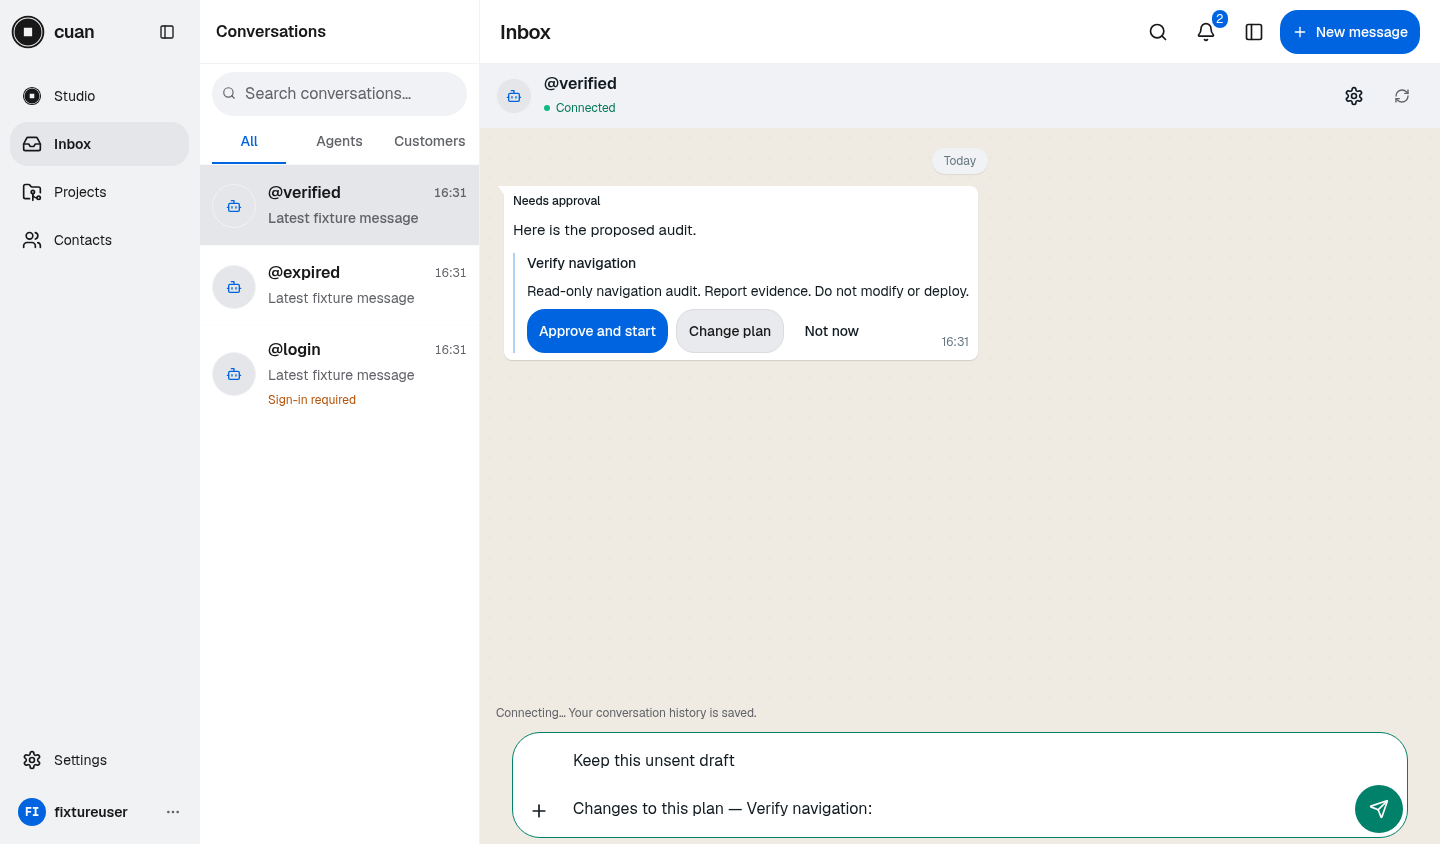 cuan
Studio
Inbox
Projects
Contacts
Settings
FI fixtureuser
Conversations
Search conversations...
All Agents Customers
@verified 16:31
Latest fixture message
@expired 16:31
Latest fixture message
@login 16:31
Latest fixture message
Sign-in required
Inbox
2
New message
@verified
Connected
Today
Needs approval
Here is the proposed audit.
Verify navigation
Read-only navigation audit. Report evidence. Do not modify or deploy.
Approve and start Change plan Not now
16:31
Connecting... Your conversation history is saved.
Keep this unsent draft
Changes to this plan — Verify navigation: